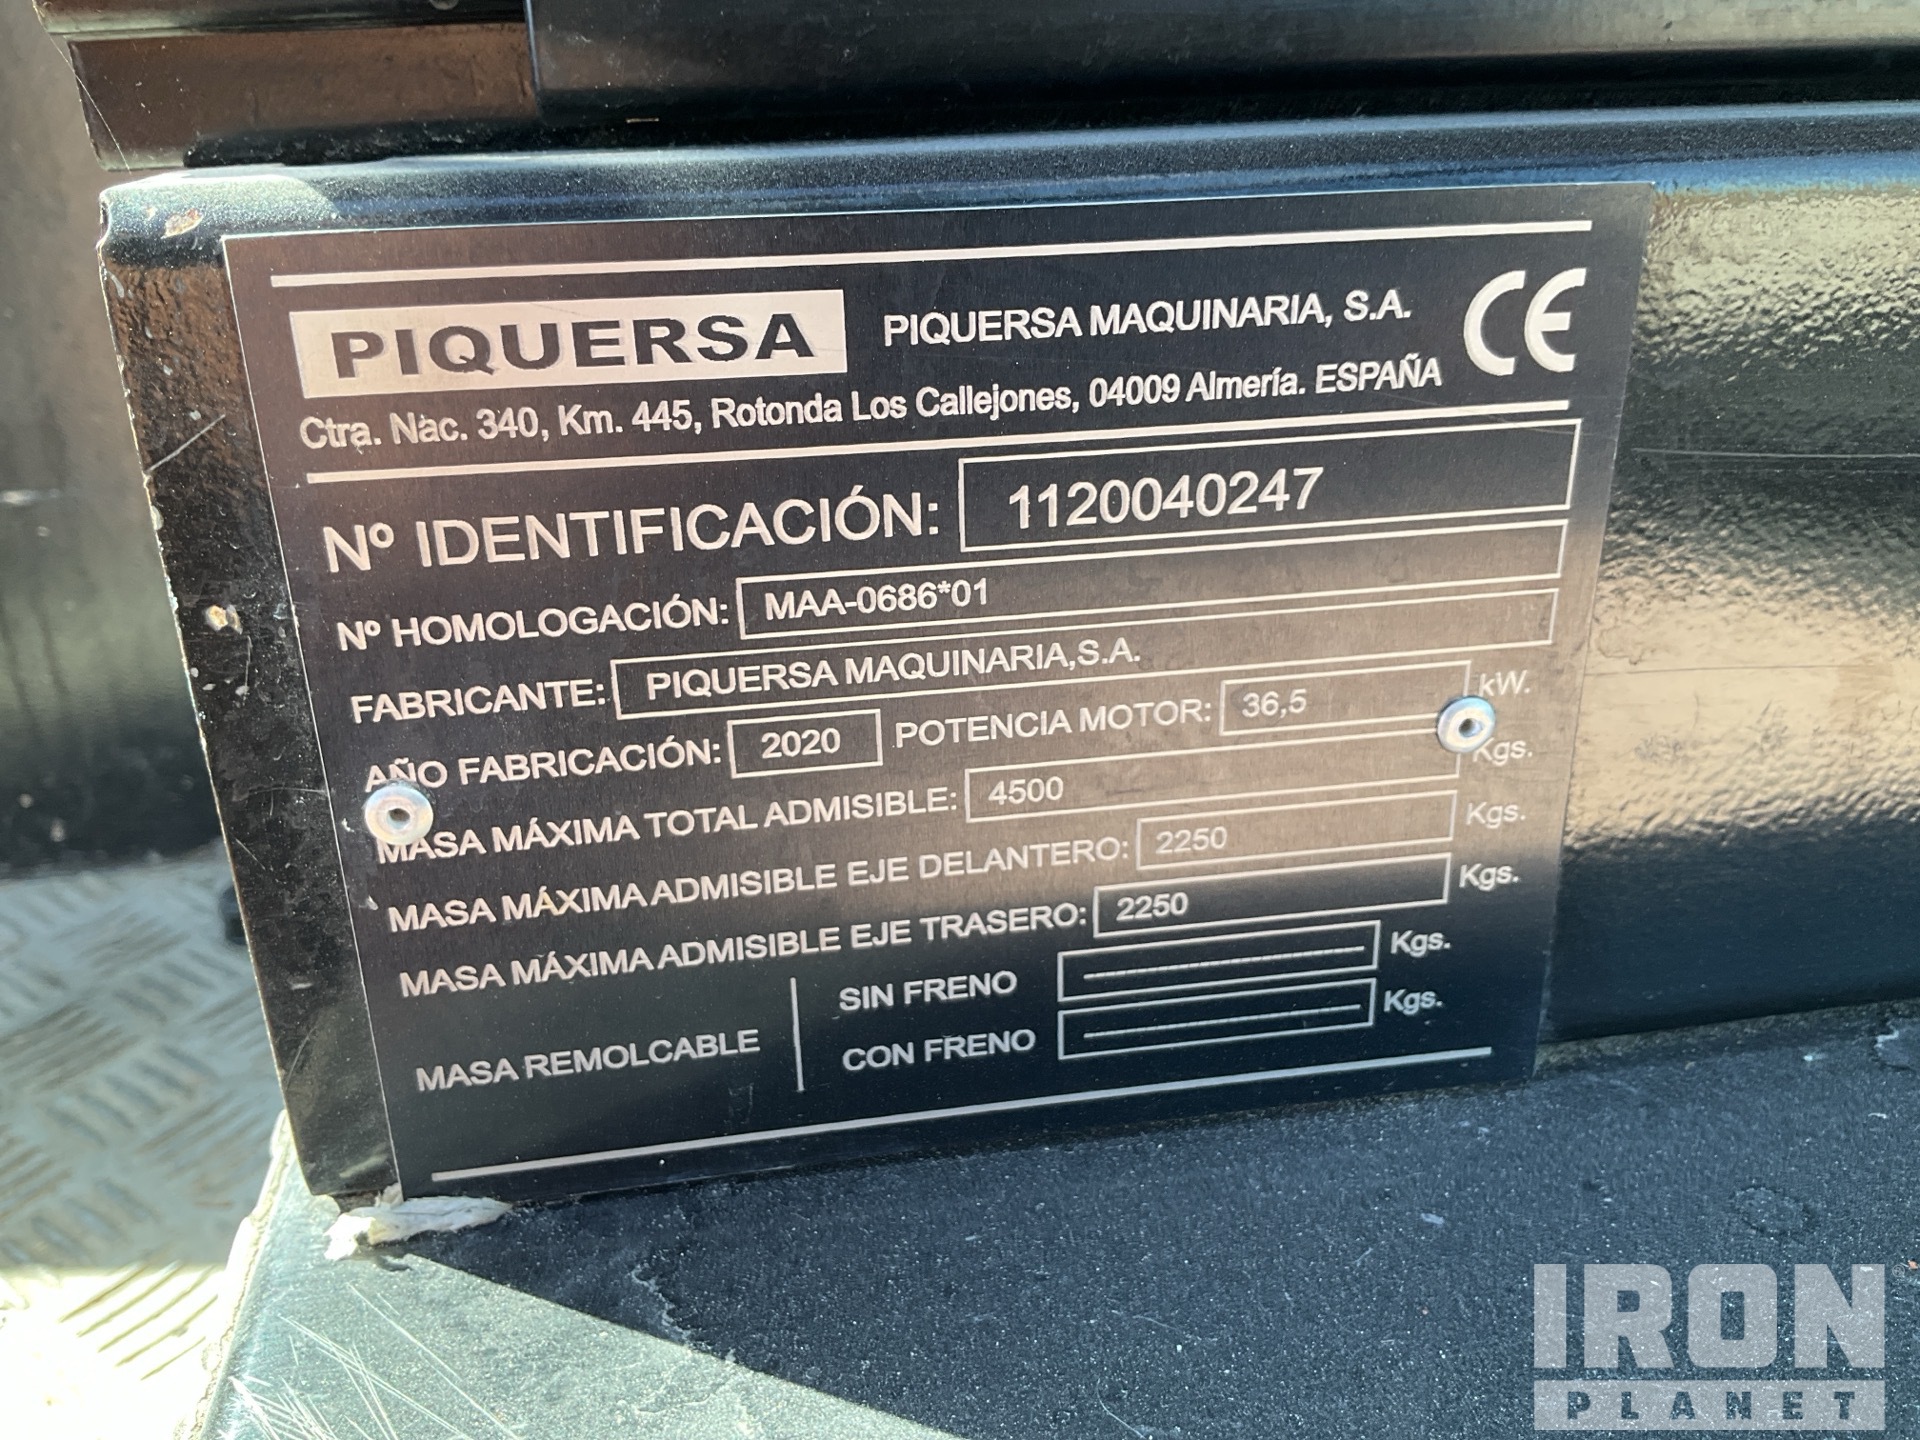 PIQUERSA PIQUERSA MAQUINARIA, S.A. CE
Ctra. Nac. 340, Km. 445, Rotonda Los Callejones, 04009 Almería. ESPAÑA
Nº IDENTIFICACIÓN: 1120040247
Nº HOMOLOGACIÓN: MAA-0686*01
FABRICANTE: PIQUERSA MAQUINARIA,S.A.
AÑO FABRICACIÓN: 2020 POTENCIA MOTOR: 36,5 kW.
MASA MÁXIMA TOTAL ADMISIBLE: 4500 Kgs.
MASA MÁXIMA ADMISIBLE EJE DELANTERO: 2250 Kgs.
MASA MÁXIMA ADMISIBLE EJE TRASERO: 2250 Kgs.
MASA REMOLCABLE
SIN FRENO Kgs.
CON FRENO Kgs.
IRON
PLANET